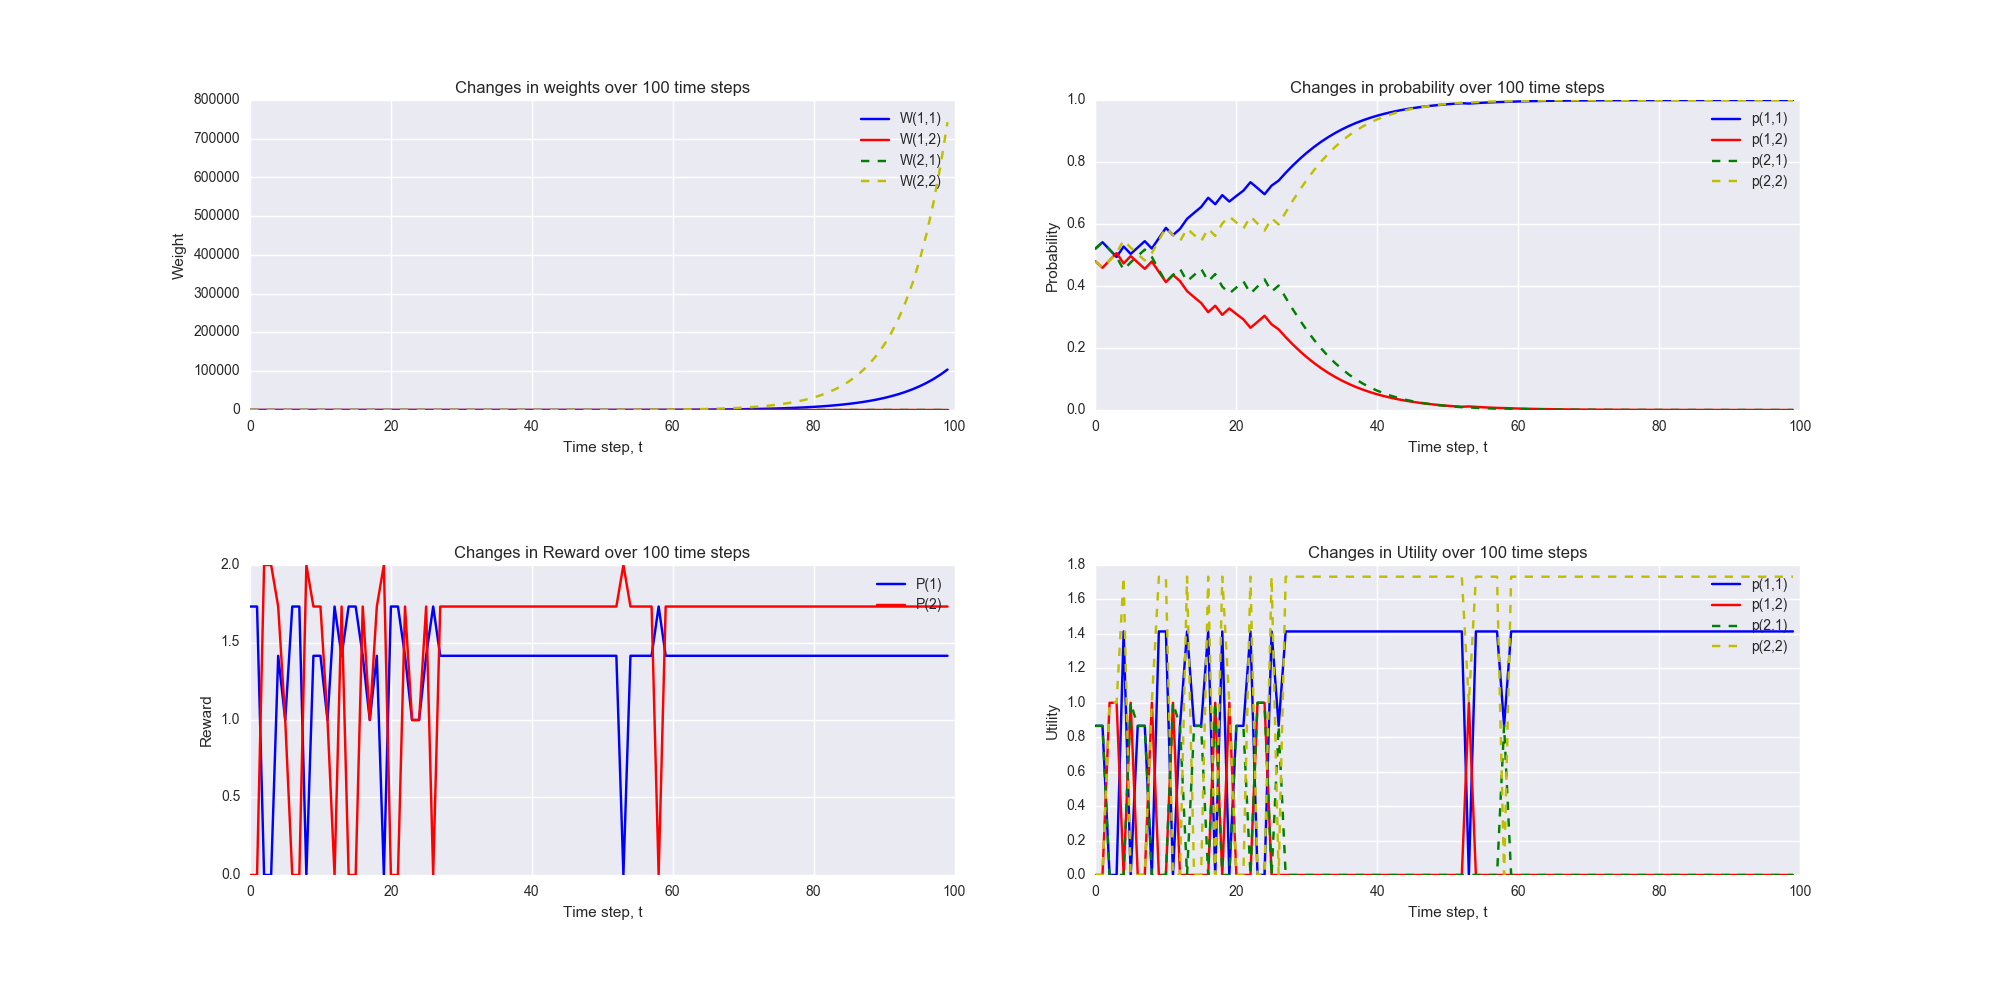 Changes in weights over 100 time steps
800000
700000
600000
500000
400000
300000
200000
100000
0
Weight
0 20 40 60 80 100
Time step, t
W(1,1)
W(1,2)
W(2,1)
W(2,2)
Changes in probability over 100 time steps
1.0
0.8
0.6
0.4
0.2
0.0
Probability
0 20 40 60 80 100
Time step, t
p(1,1)
p(1,2)
p(2,1)
p(2,2)
Changes in Reward over 100 time steps
2.0
1.5
1.0
0.5
0.0
Reward
0 20 40 60 80 100
Time step, t
P(1)
P(2)
Changes in Utility over 100 time steps
1.8
1.6
1.4
1.2
1.0
0.8
0.6
0.4
0.2
0.0
Utility
0 20 40 60 80 100
Time step, t
p(1,1)
p(1,2)
p(2,1)
p(2,2)